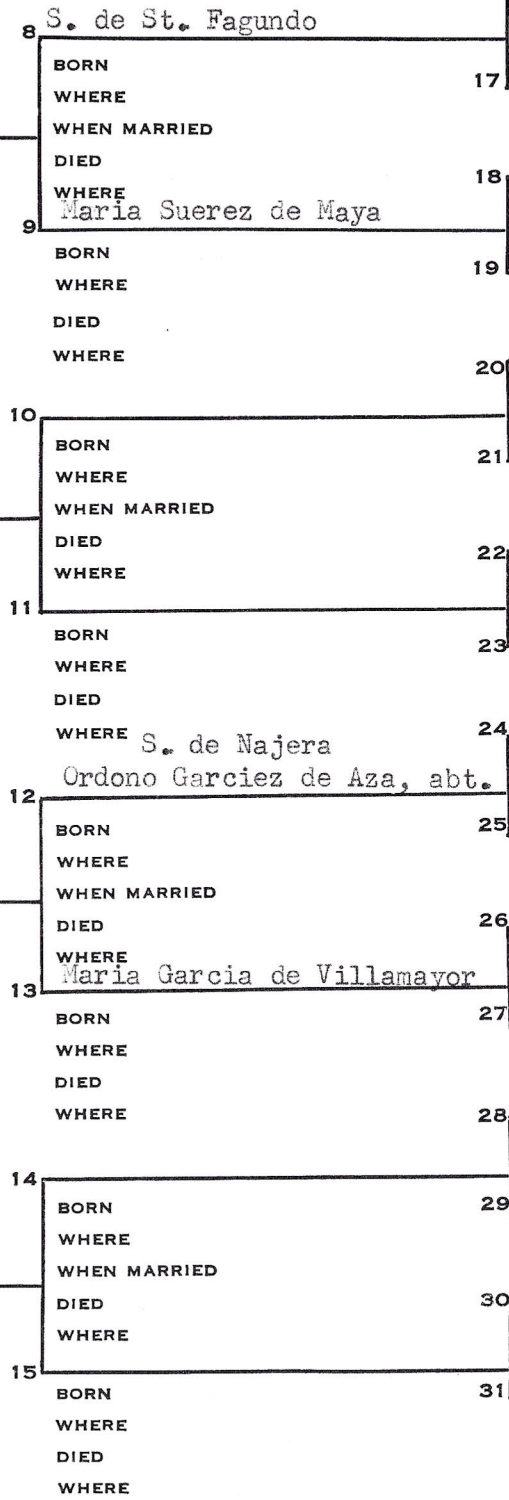 S. de St. Fagundo
8
BORN
17
WHERE
WHEN MARRIED
DIED
18
WHERE
Maria Suerez de Maya
9
BORN
19
WHERE
DIED
WHERE
20
10
BORN
21
WHERE
WHEN MARRIED
DIED
22
WHERE
11
BORN
23
WHERE
DIED
24
WHERE S. de Najera
Ordono Garciez de Aza, abt.
12
BORN
25
WHERE
WHEN MARRIED
DIED
26
WHERE
Maria Garcia de Villamayor
13
BORN
27
WHERE
DIED
WHERE
28
14
BORN
29
WHERE
WHEN MARRIED
DIED
30
WHERE
15
BORN
31
WHERE
DIED
WHERE